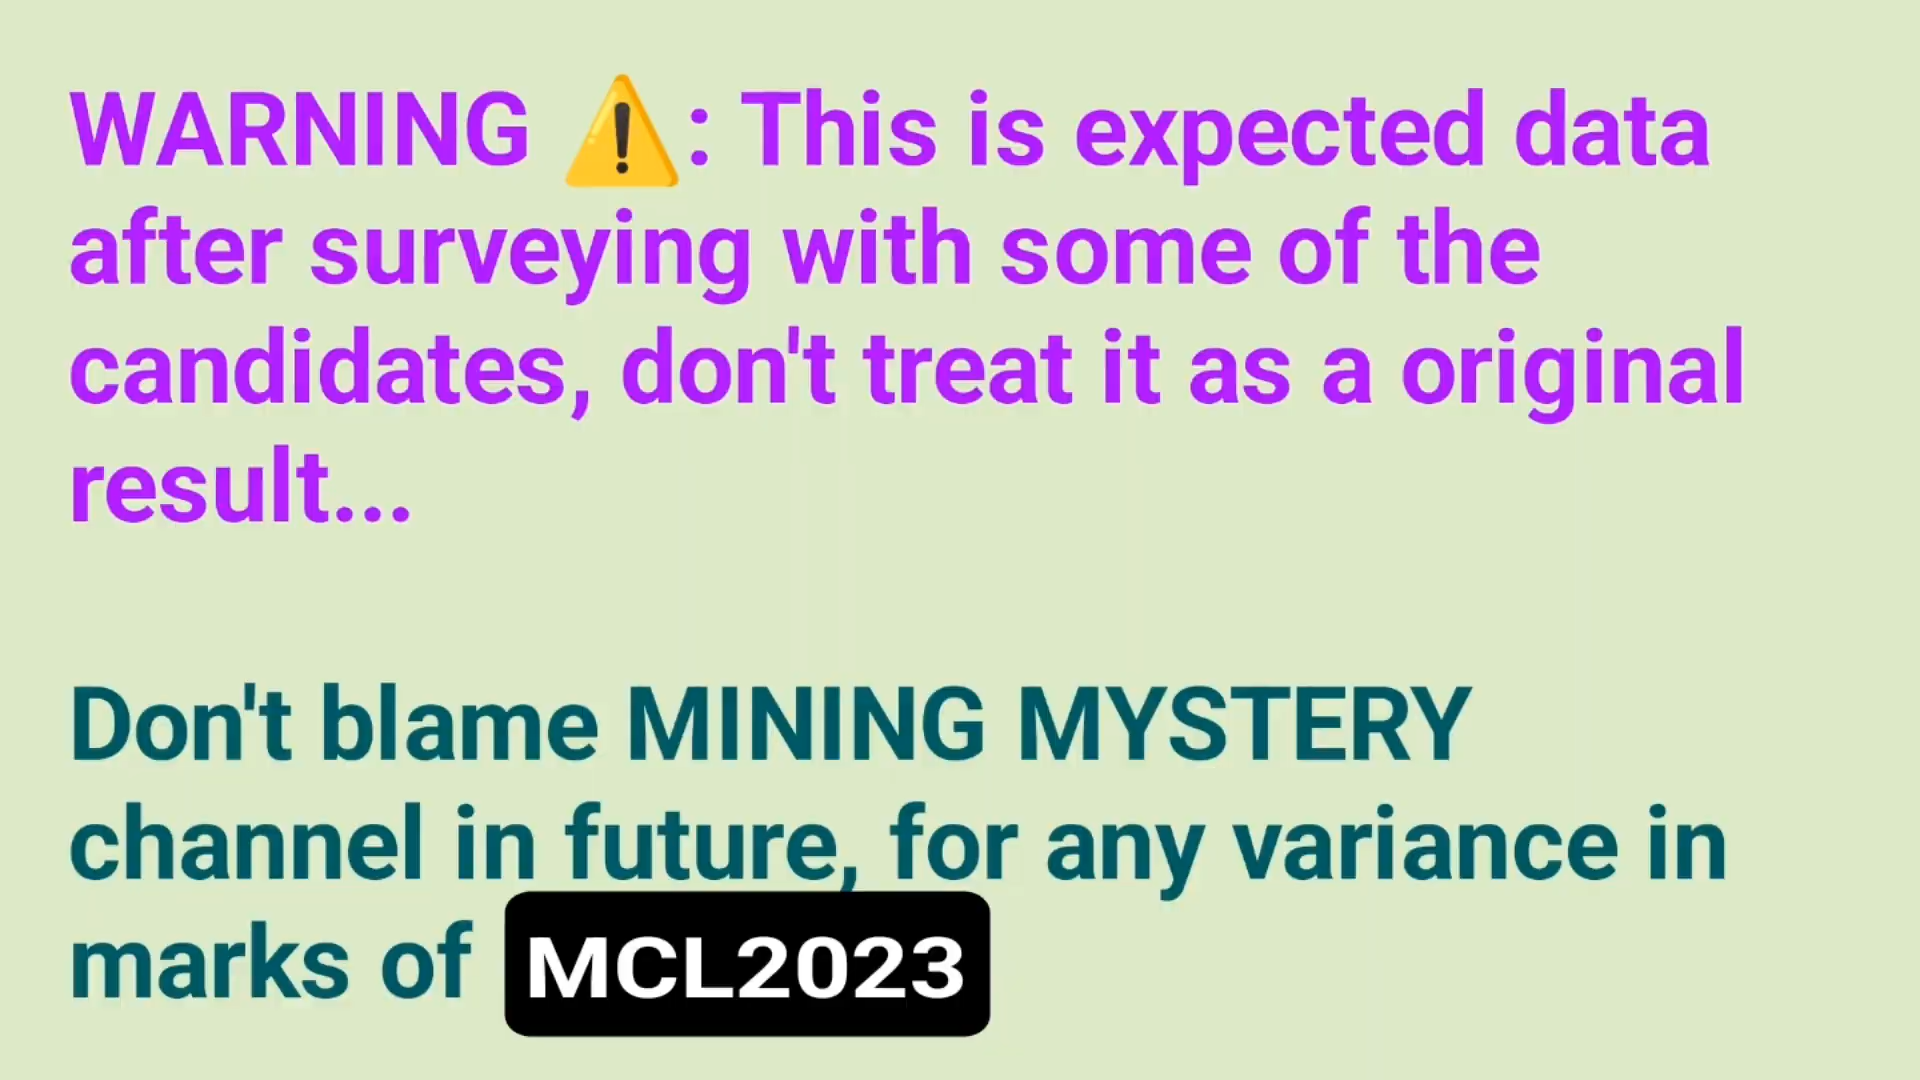 WARNING ⚠️: This is expected data
after surveying with some of the
candidates, don't treat it as a original
result...
Don't blame MINING MYSTERY
channel in future, for any variance in
marks of MCL2023